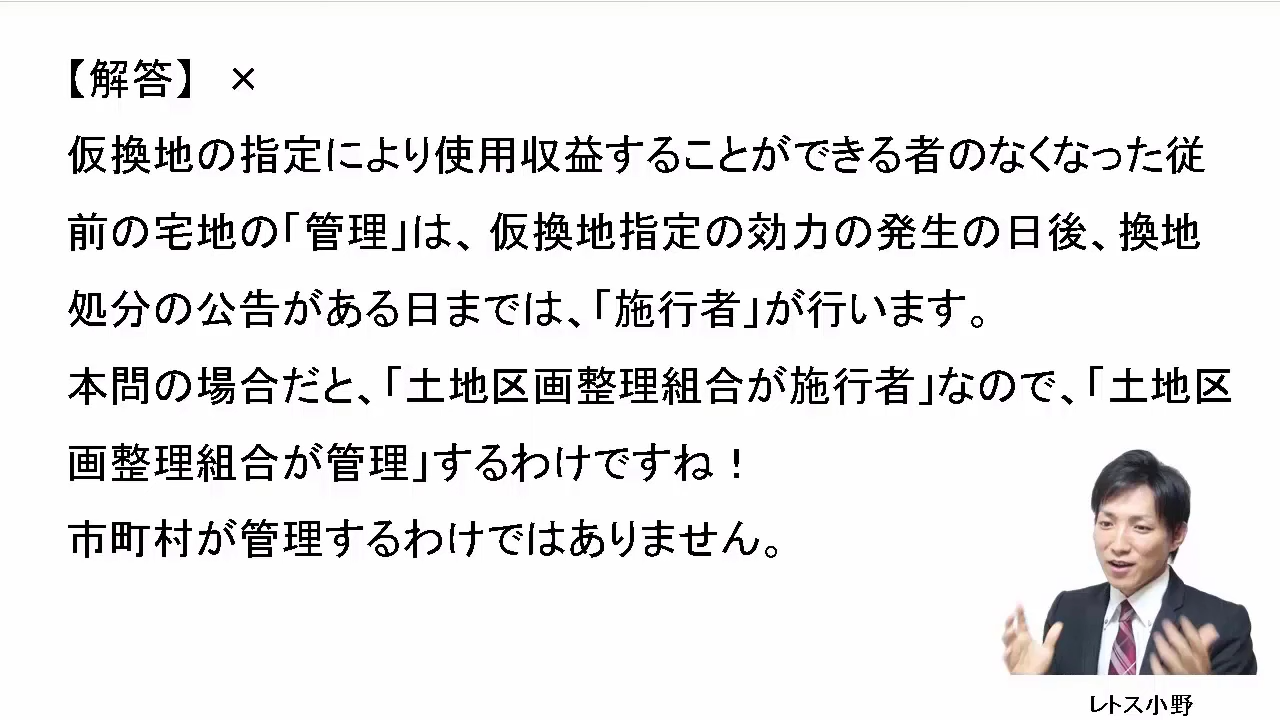 【解答】 ×
仮換地の指定により使用収益することができる者のなくなった従
前の宅地の「管理」は、仮換地指定の効力の発生の日後、換地
処分の公告がある日までは、「施行者」が行います。
本問の場合だと、「土地区画整理組合が施行者」なので、「土地区
画整理組合が管理」するわけですね！
市町村が管理するわけではありません。
レトス小野